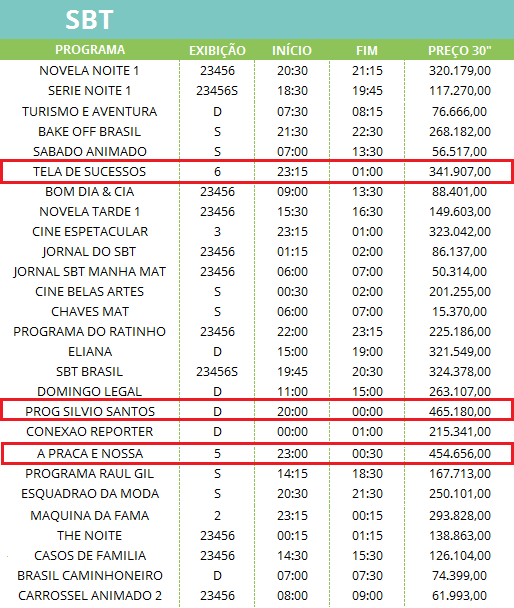 SBT
PROGRAMA EXIBIÇÃO INÍCIO FIM PREÇO 30"
NOVELA NOITE 1 23456 20:30 21:15 320.179,00
SERIE NOITE 1 23456S 18:30 19:45 117.270,00
TURISMO E AVENTURA D 07:30 08:15 76.666,00
BAKE OFF BRASIL S 21:30 22:30 268.182,00
SABADO ANIMADO S 07:00 13:30 56.517,00
TELA DE SUCESSOS 6 23:15 01:00 341.907,00
BOM DIA & CIA 23456 09:00 13:30 88.401,00
NOVELA TARDE 1 23456 15:30 16:30 149.603,00
CINE ESPETACULAR 3 23:15 01:00 323.042,00
JORNAL DO SBT 23456 01:15 02:00 86.137,00
JORNAL SBT MANHA MAT 23456 06:00 07:00 50.314,00
CINE BELAS ARTES S 00:30 02:00 201.255,00
CHAVES MAT S 06:00 07:00 15.370,00
PROGRAMA DO RATINHO 23456 22:00 23:15 225.186,00
ELIANA D 15:00 19:00 321.549,00
SBT BRASIL 23456S 19:45 20:30 324.378,00
DOMINGO LEGAL D 11:00 15:00 263.107,00
PROG SILVIO SANTOS D 20:00 00:00 465.180,00
CONEXAO REPORTER D 00:00 01:00 215.341,00
A PRACA E NOSSA 5 23:00 00:30 454.656,00
PROGRAMA RAUL GIL S 14:15 18:30 167.713,00
ESQUADRAO DA MODA S 20:30 21:30 250.101,00
MAQUINA DA FAMA 2 23:15 00:15 293.828,00
THE NOITE 23456 00:15 01:15 138.863,00
CASOS DE FAMILIA 23456 14:30 15:30 126.104,00
BRASIL CAMINHONEIRO D 07:00 07:30 74.399,00
CARROSSEL ANIMADO 2 23456 08:00 09:00 61.993,00